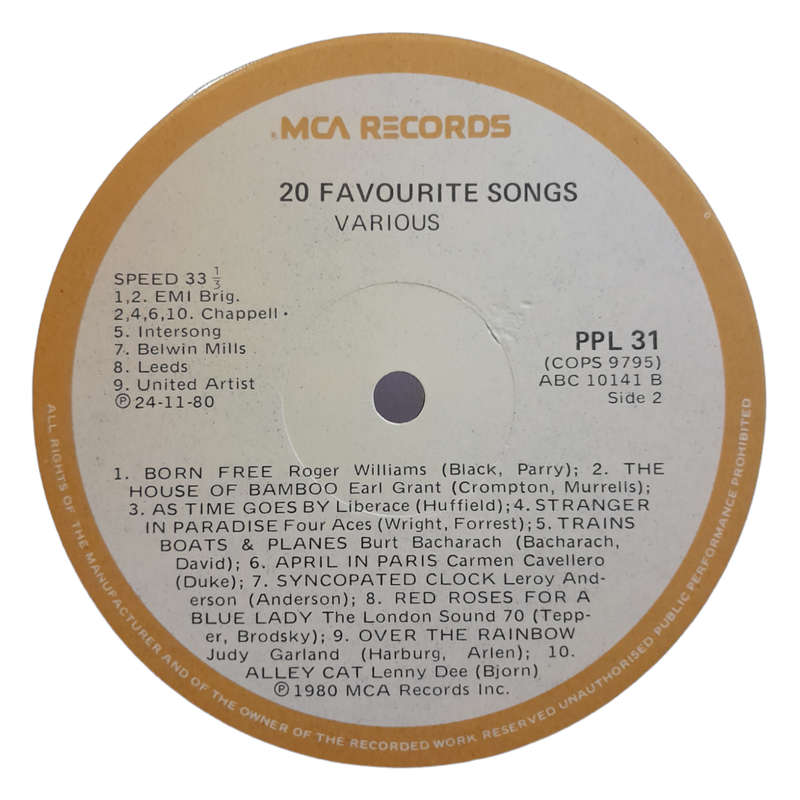 MCA RECORDS
20 FAVOURITE SONGS
VARIOUS
SPEED 33 1/3
1,2. EMI Brig.
2,4,6,10. Chappell
5. Intersong
7. Belwin Mills
8. Leeds
9. United Artist
Ⓟ 24-11-80
PPL 31
(COPS 9795)
ABC 10141 B
Side 2
1. BORN FREE Roger Williams (Black, Parry); 2. THE
HOUSE OF BAMBOO Earl Grant (Crompton, Murrells);
3. AS TIME GOES BY Liberace (Huffield); 4. STRANGER
IN PARADISE Four Aces (Wright, Forrest); 5. TRAINS
BOATS & PLANES Burt Bacharach (Bacharach,
David); 6. APRIL IN PARIS Carmen Cavellero
(Duke); 7. SYNCOPATED CLOCK Leroy And-
erson (Anderson); 8. RED ROSES FOR A
BLUE LADY The London Sound 70 (Tepp-
er, Brodsky); 9. OVER THE RAINBOW
Judy Garland (Harburg, Arlen); 10.
ALLEY CAT Lenny Dee (Bjorn)
Ⓟ 1980 MCA Records Inc.
ALL RIGHTS OF THE MANUFACTURER AND OF THE OWNER OF THE RECORDED WORK RESERVED UNAUTHORISED PUBLIC PERFORMANCE PROHIBITED